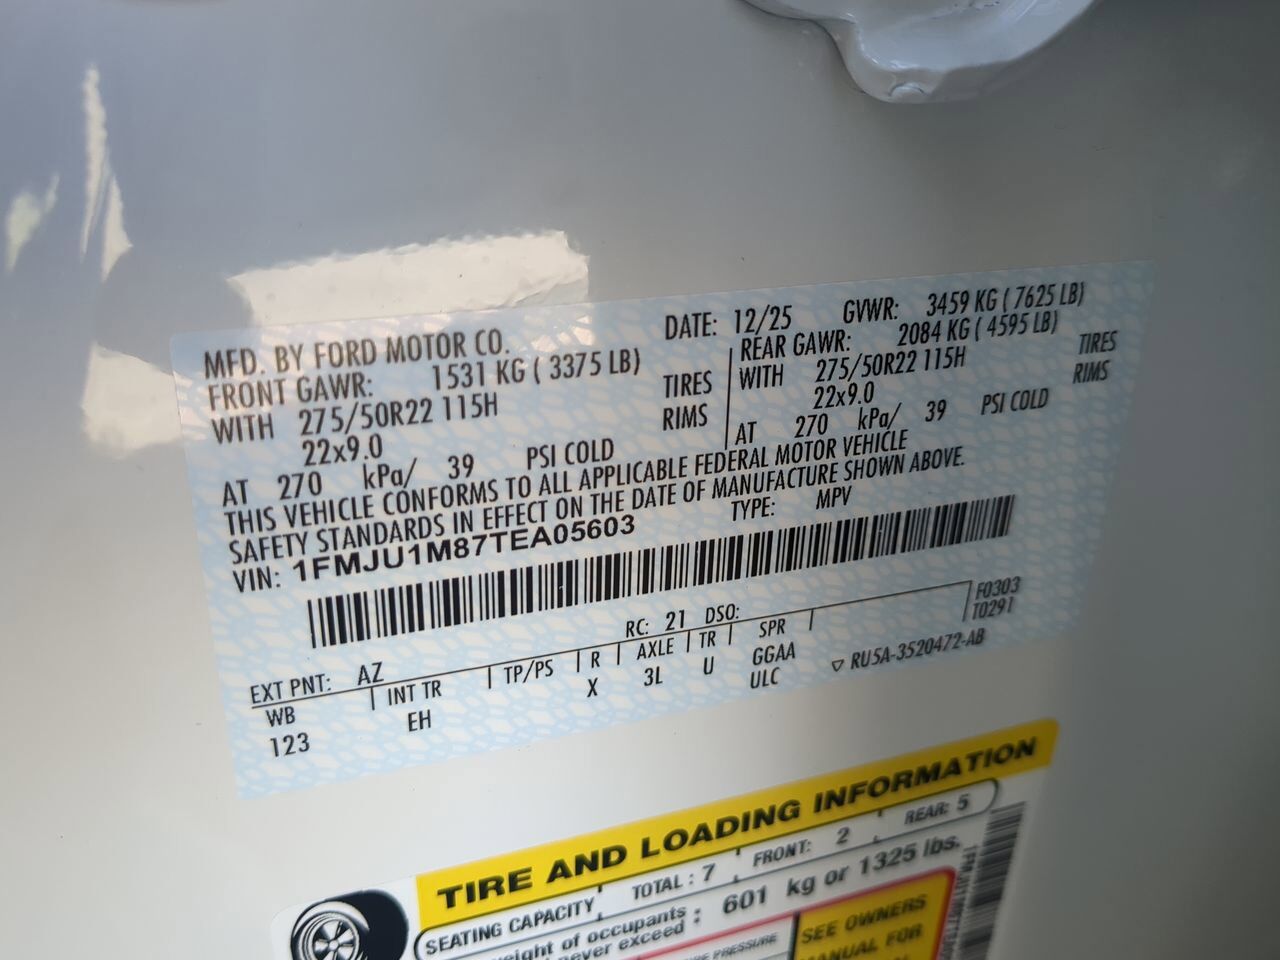 MFD. BY FORD MOTOR CO. DATE: 12/25 GVWR: 3459 KG ( 7625 LB)
FRONT GAWR: 1531 KG ( 3375 LB) REAR GAWR: 2084 KG ( 4595 LB)
WITH 275/50R22 115H TIRES WITH 275/50R22 115H TIRES
22x9.0 RIMS 22x9.0 RIMS
AT 270 kPa/ 39 PSI COLD AT 270 kPa/ 39 PSI COLD
THIS VEHICLE CONFORMS TO ALL APPLICABLE FEDERAL MOTOR VEHICLE
SAFETY STANDARDS IN EFFECT ON THE DATE OF MANUFACTURE SHOWN ABOVE.
VIN: 1FMJU1M87TEA05603 TYPE: MPV
F0303
T0291
EXT PNT: AZ RC: 21 DSO:
WB INT TR TP/PS R AXLE TR SPR
123 EH X 3L U GGAA
ULC
▽ RU5A-3520472-AB
TIRE AND LOADING INFORMATION
SEATING CAPACITY TOTAL : 7 FRONT: 2 REAR: 5
of occupants : 601 kg or 1325 lbs.
never exceed
PRESSURE
SEE OWNERS
MANUAL FOR